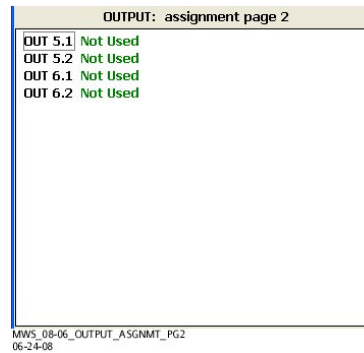 OUTPUT: assignment page 2
OUT 5.1 Not Used
OUT 5.2 Not Used
OUT 6.1 Not Used
OUT 6.2 Not Used
MWS_08-06_OUTPUT_ASGNMT_PG2
06-24-08